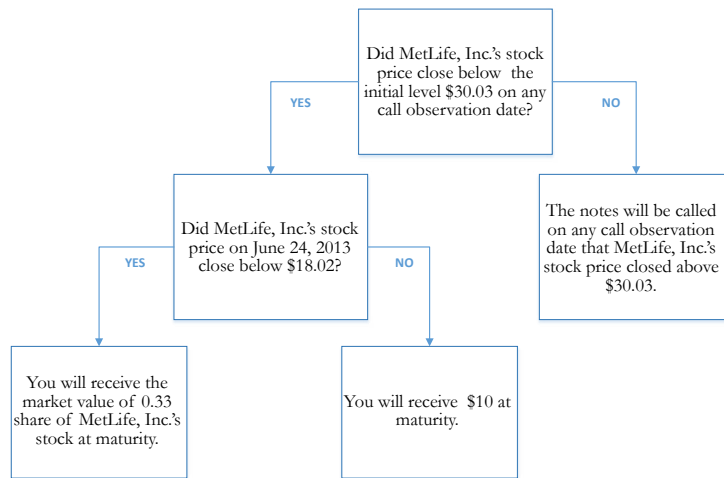 Did MetLife, Inc.'s stock
price close below the
initial level $30.03 on any
call observation date?
YES
NO
Did MetLife, Inc.'s stock
price on June 24, 2013
close below $18.02?
The notes will be called
on any call observation
date that MetLife, Inc.'s
stock price closed above
$30.03.
YES
NO
You will receive the
market value of 0.33
share of MetLife, Inc.'s
stock at maturity.
You will receive $10 at
maturity.